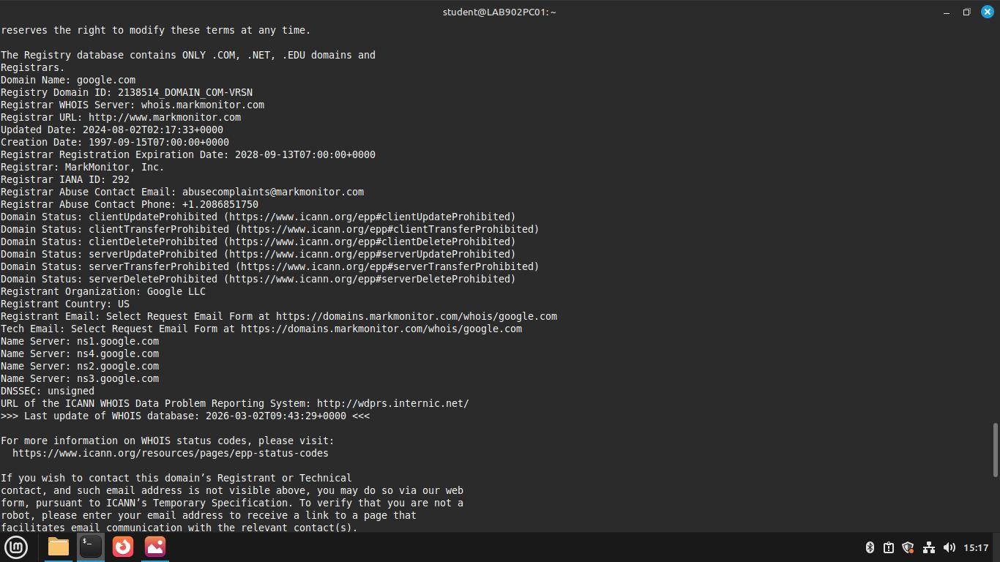 student@LAB902PC01: ~
reserves the right to modify these terms at any time.
The Registry database contains ONLY .COM, .NET, .EDU domains and
Registrars.
Domain Name: google.com
Registry Domain ID: 2138514_DOMAIN_COM-VRSN
Registrar WHOIS Server: whois.markmonitor.com
Registrar URL: http://www.markmonitor.com
Updated Date: 2024-08-02T02:17:33+0000
Creation Date: 1997-09-15T07:00:00+0000
Registrar Registration Expiration Date: 2028-09-13T07:00:00+0000
Registrar: MarkMonitor, Inc.
Registrar IANA ID: 292
Registrar Abuse Contact Email: abusecomplaints@markmonitor.com
Registrar Abuse Contact Phone: +1.2086851750
Domain Status: clientUpdateProhibited (https://www.icann.org/epp#clientUpdateProhibited)
Domain Status: clientTransferProhibited (https://www.icann.org/epp#clientTransferProhibited)
Domain Status: clientDeleteProhibited (https://www.icann.org/epp#clientDeleteProhibited)
Domain Status: serverUpdateProhibited (https://www.icann.org/epp#serverUpdateProhibited)
Domain Status: serverTransferProhibited (https://www.icann.org/epp#serverTransferProhibited)
Domain Status: serverDeleteProhibited (https://www.icann.org/epp#serverDeleteProhibited)
Registrant Organization: Google LLC
Registrant Country: US
Registrant Email: Select Request Email Form at https://domains.markmonitor.com/whois/google.com
Tech Email: Select Request Email Form at https://domains.markmonitor.com/whois/google.com
Name Server: ns1.google.com
Name Server: ns4.google.com
Name Server: ns2.google.com
Name Server: ns3.google.com
DNSSEC: unsigned
URL of the ICANN WHOIS Data Problem Reporting System: http://wdprs.internic.net/
>>> Last update of WHOIS database: 2026-03-02T09:43:29+0000 <<<
For more information on WHOIS status codes, please visit:
https://www.icann.org/resources/pages/epp-status-codes
If you wish to contact this domain’s Registrant or Technical
contact, and such email address is not visible above, you may do so via our web
form, pursuant to ICANN’s Temporary Specification. To verify that you are not a
robot, please enter your email address to receive a link to a page that
facilitates email communication with the relevant contact(s).
$_
15:17